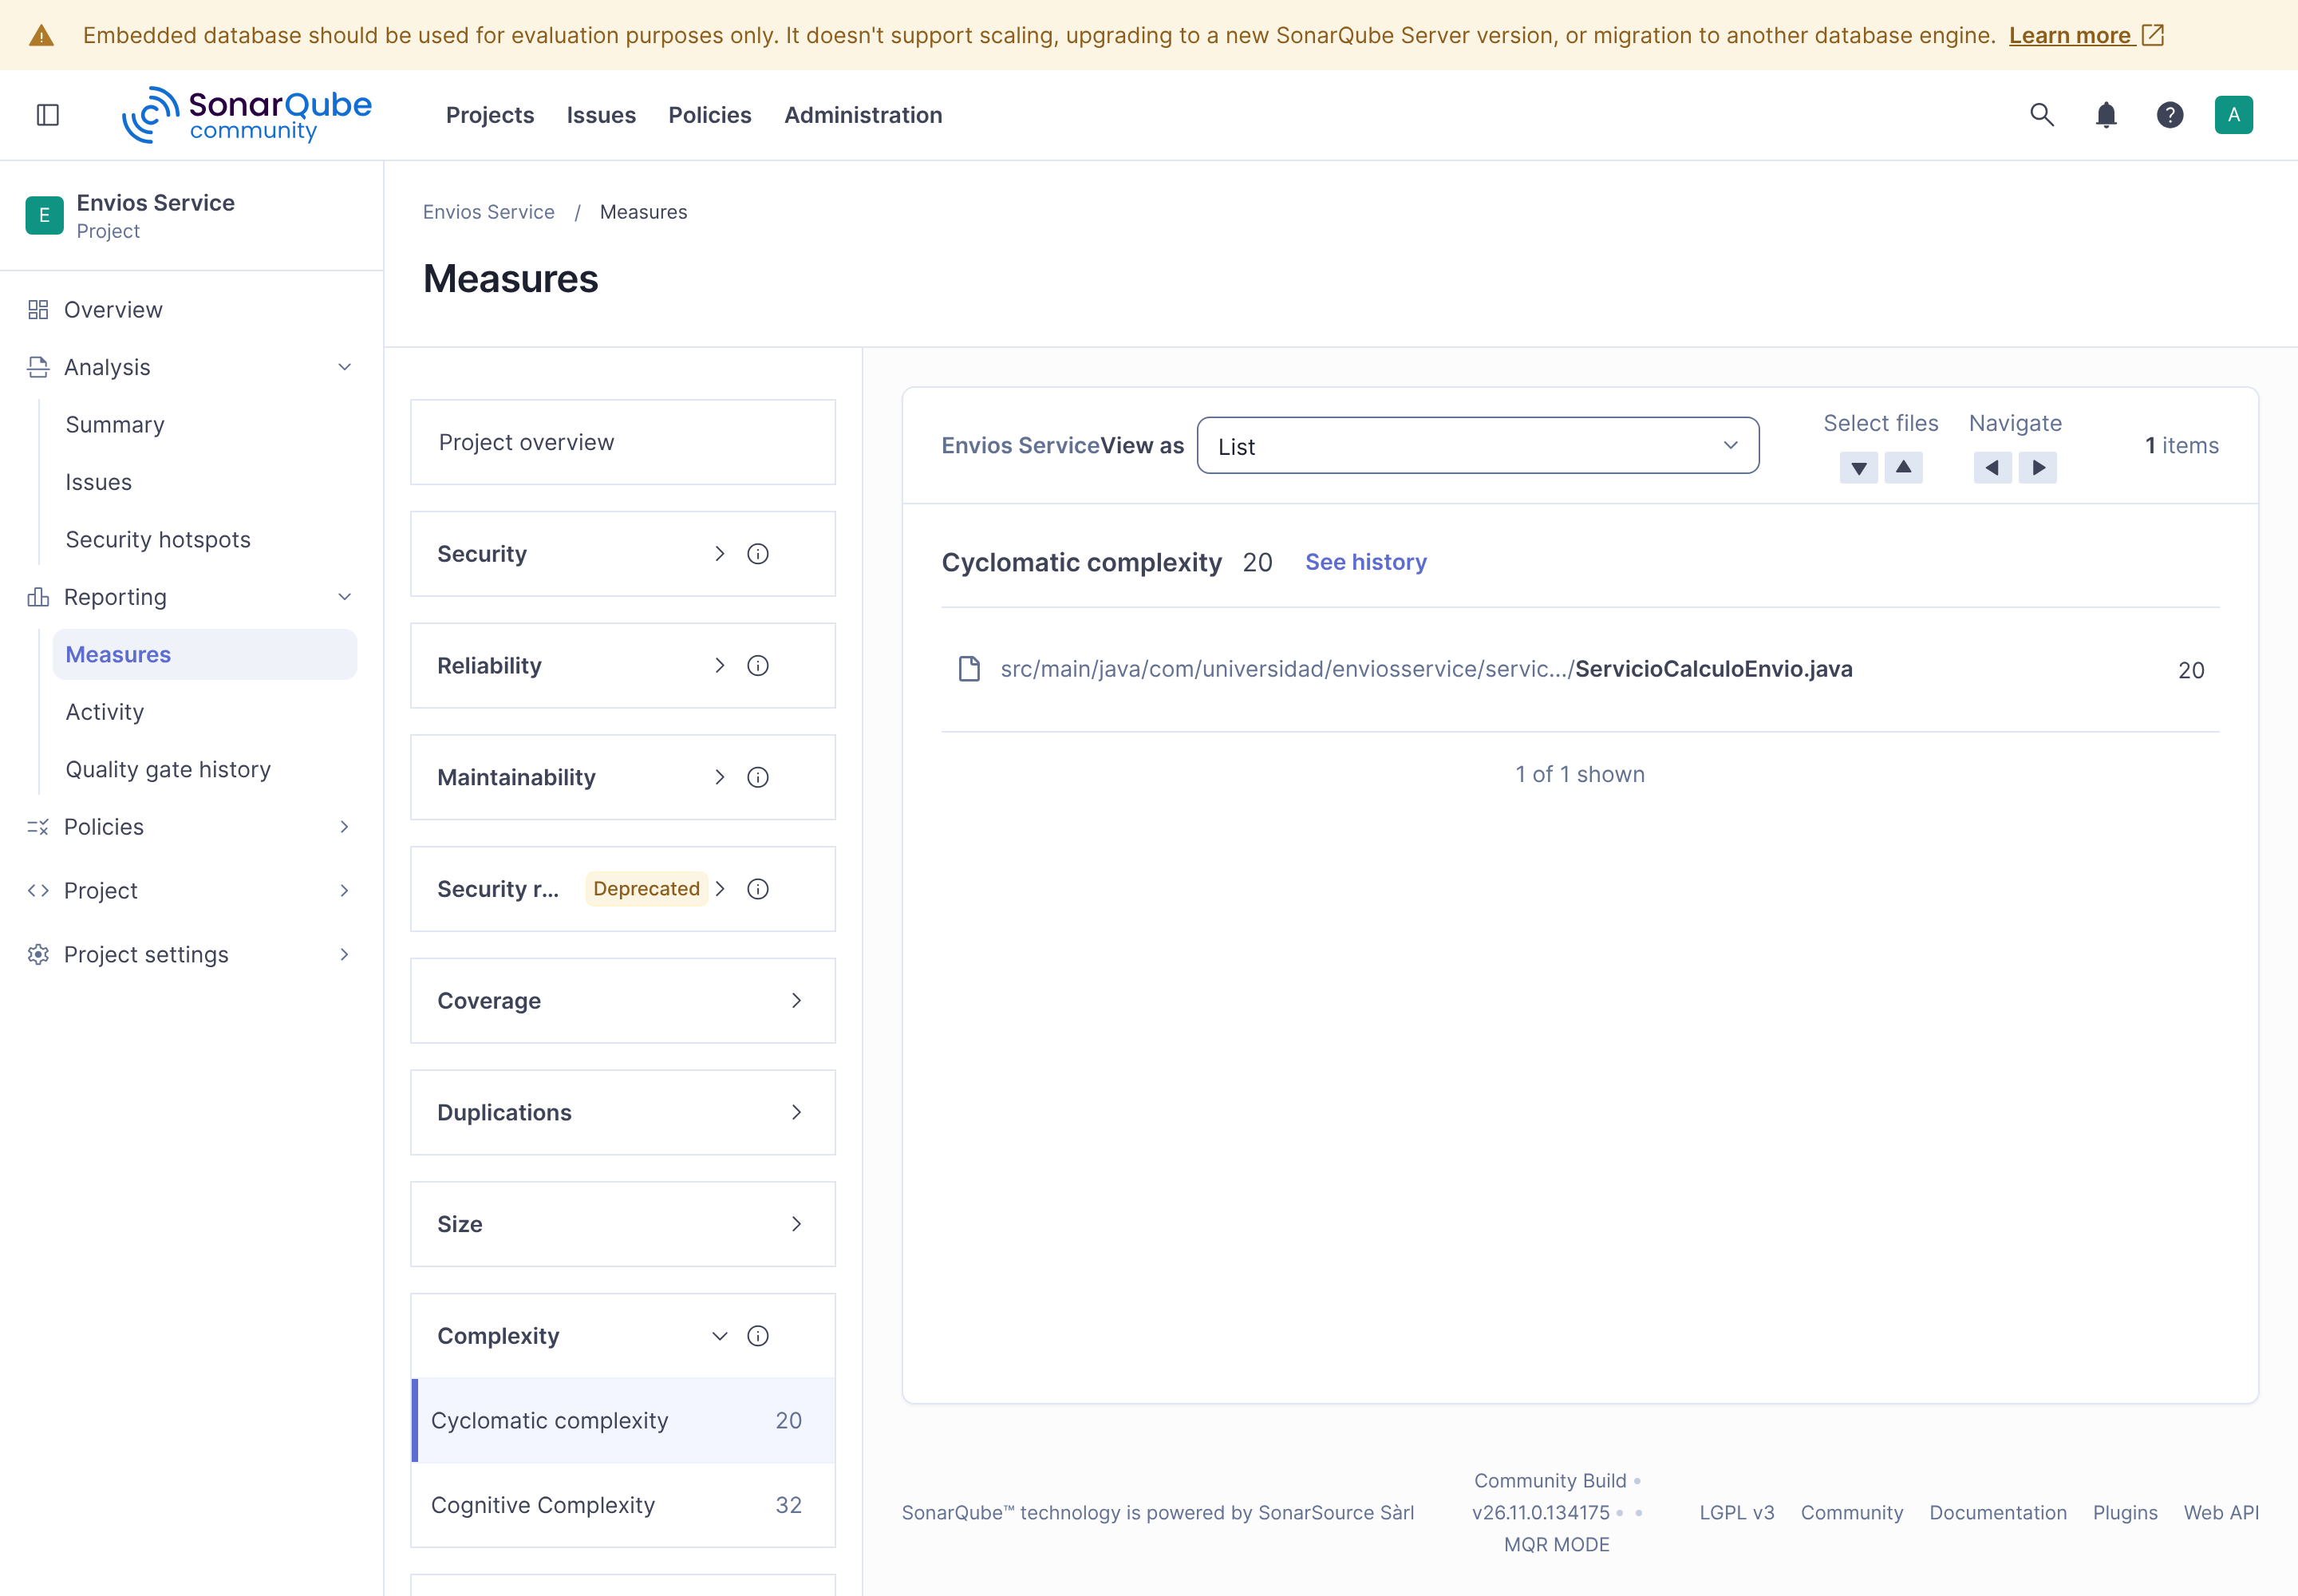 Embedded database should be used for evaluation purposes only. It doesn't support scaling, upgrading to a new SonarQube Server version, or migration to another database engine. Learn more
SonarQube community
Projects Issues Policies Administration
? A
E Envios Service
Project
Overview
Analysis
Summary
Issues
Security hotspots
Reporting
Measures
Activity
Quality gate history
Policies
Project
Project settings
Envios Service / Measures
Measures
Project overview
Security
Reliability
Maintainability
Security r... Deprecated
Coverage
Duplications
Size
Complexity
Cyclomatic complexity 20
Cognitive Complexity 32
Envios ServiceView as List
Select files Navigate
1 items
Cyclomatic complexity 20 See history
src/main/java/com/universidad/enviosservice/servic.../ServicioCalculoEnvio.java 20
1 of 1 shown
SonarQube™ technology is powered by SonarSource Sàrl
Community Build •
v26.11.0.134175 • •
MQR MODE
LGPL v3 Community Documentation Plugins Web API